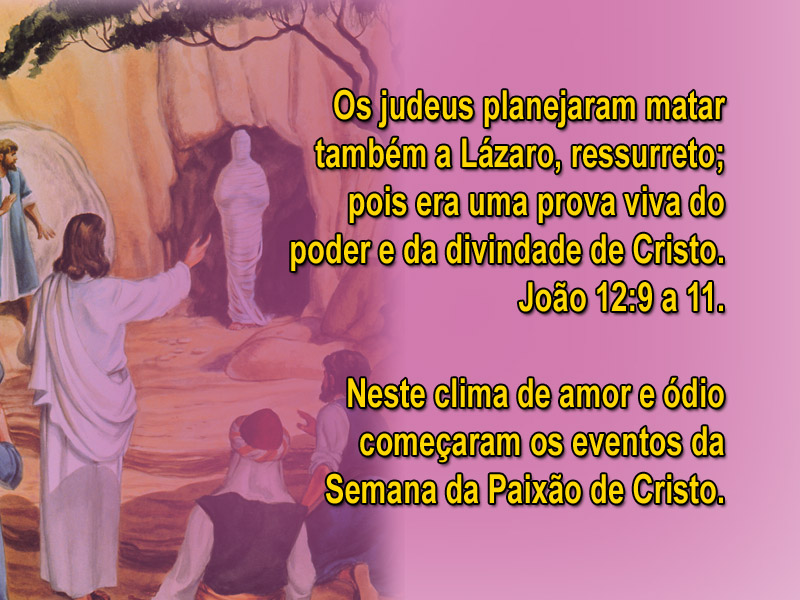 Os judeus planejaram matar
também a Lázaro, ressurreto;
pois era uma prova viva do
poder e da divindade de Cristo.
João 12:9 a 11.
Neste clima de amor e ódio
começaram os eventos da
Semana da Paixão de Cristo.